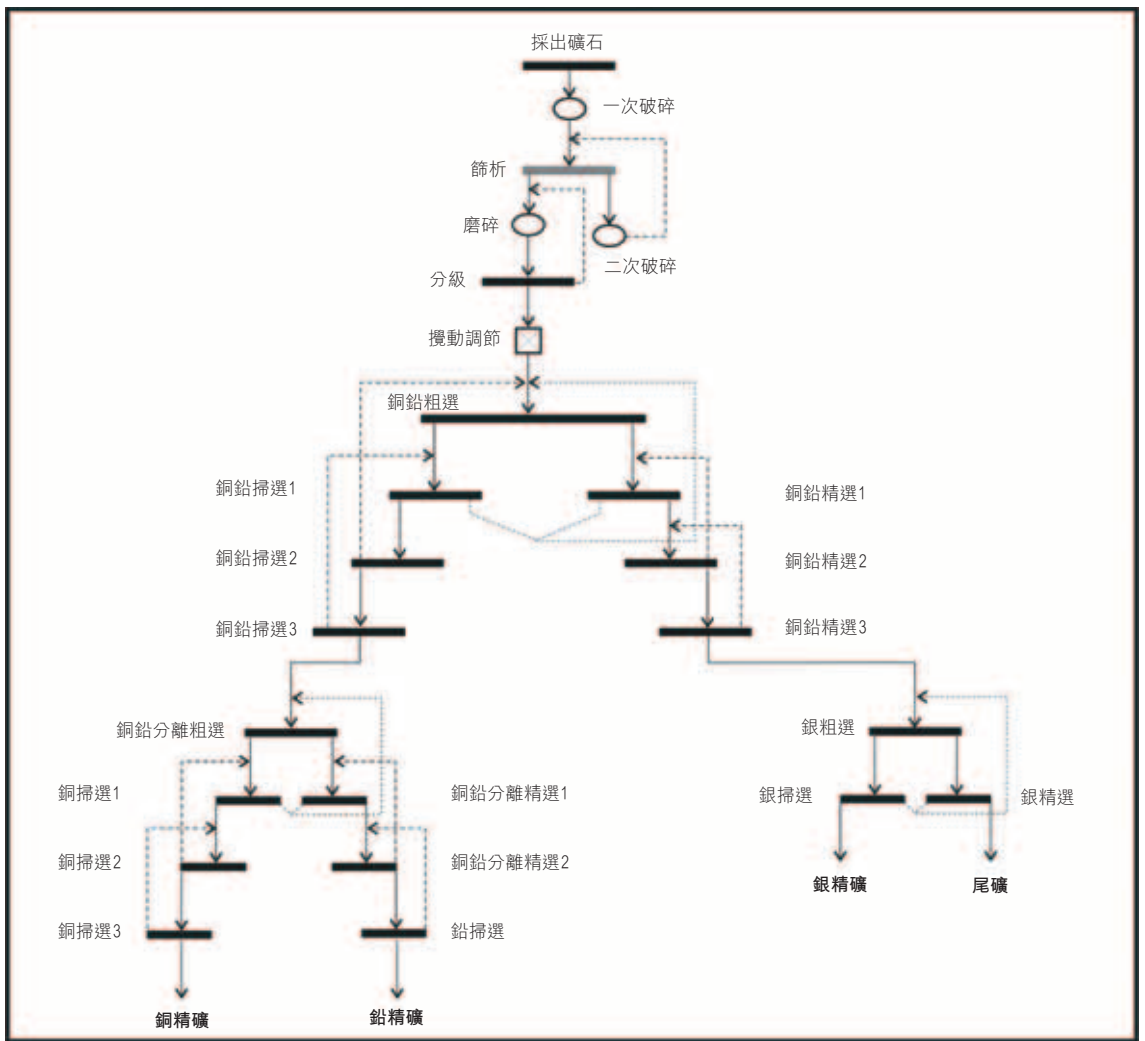 採出礦石
一次破碎
篩析
磨碎
二次破碎
分級
攪動調節
銅鉛粗選
銅鉛掃選1
銅鉛精選1
銅鉛掃選2
銅鉛精選2
銅鉛掃選3
銅鉛精選3
銅鉛分離粗選
銀粗選
銅掃選1
銅鉛分離精選1
銀掃選
銀精選
銅掃選2
銅鉛分離精選2
銀精礦
尾礦
銅掃選3
鉛掃選
銅精礦
鉛精礦